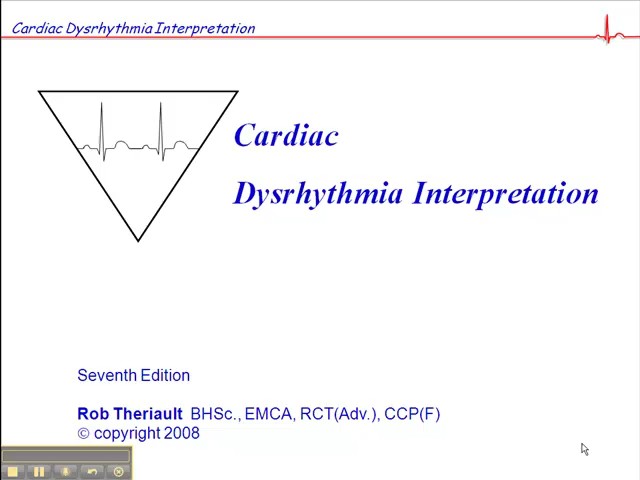 Cardiac Dysrhythmia Interpretation
Cardiac
Dysrhythmia Interpretation
Seventh Edition
Rob Theriault BHSc., EMCA, RCT(Adv.), CCP(F)
© copyright 2008